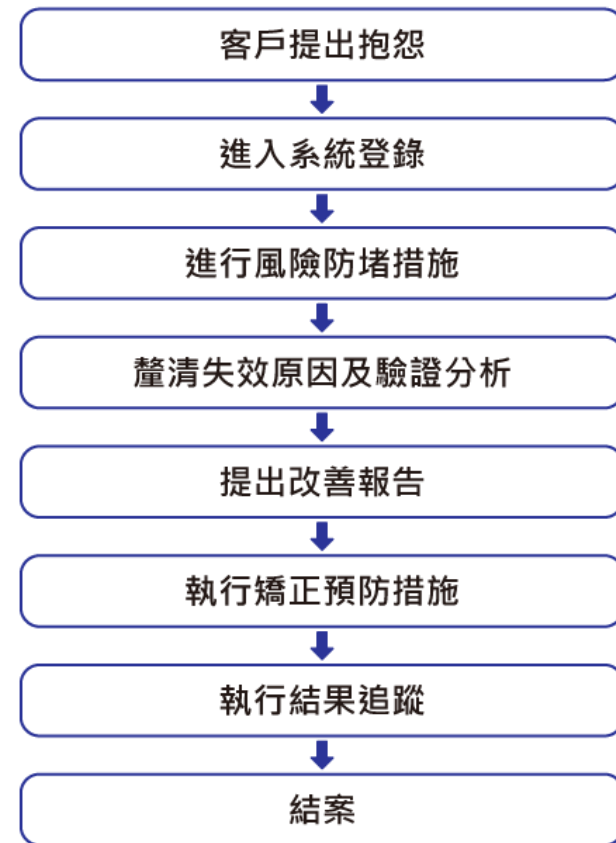 客戶提出抱怨
進入系統登錄
進行風險防堵措施
釐清失效原因及驗證分析
提出改善報告
執行矯正預防措施
執行結果追蹤
結案